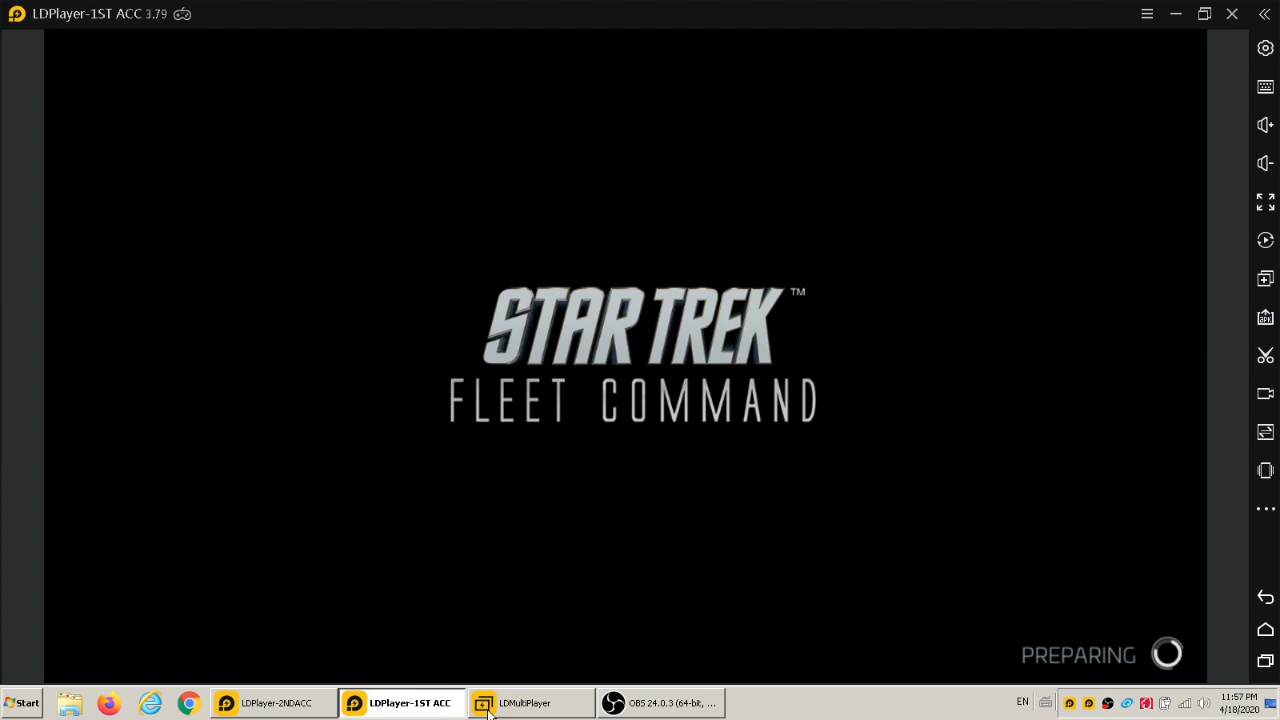 LDPlayer-1ST ACC 3.79
STAR TREK™
FLEET COMMAND
PREPARING
Start
LDPlayer-2NDACC
LDPlayer-1ST ACC
LDMultiPlayer
OBS 24.0.3 (64-bit, ...
EN
11:57 PM
4/18/2020